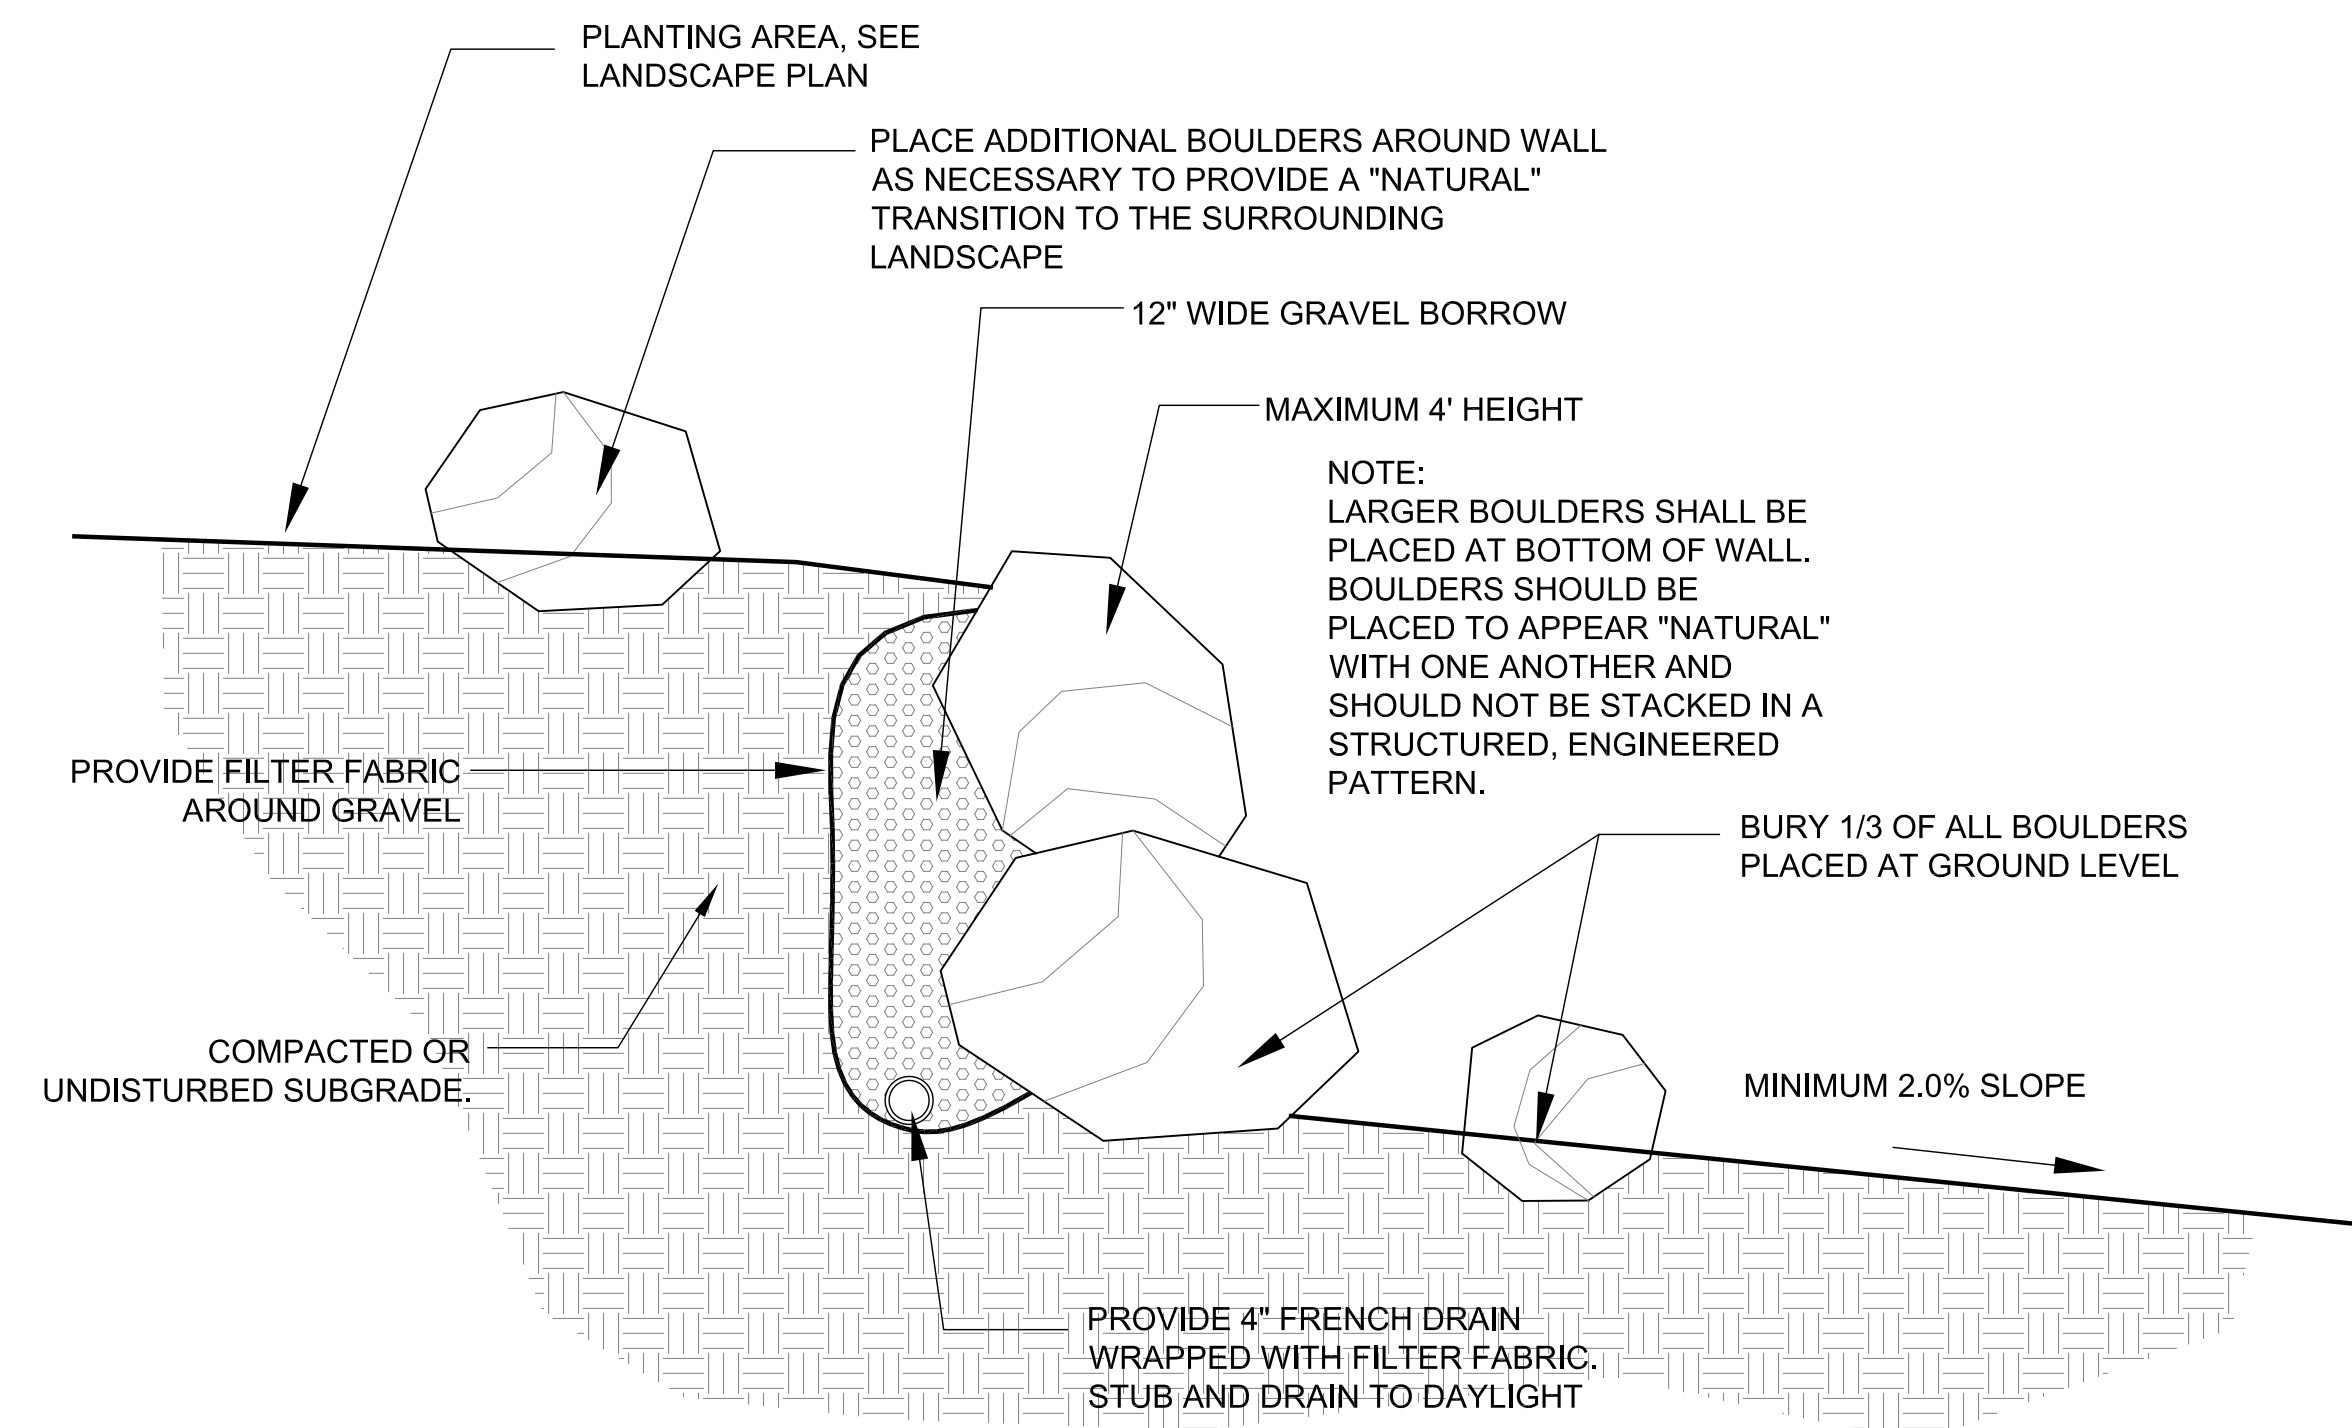 PLANTING AREA, SEE
LANDSCAPE PLAN
PLACE ADDITIONAL BOULDERS AROUND WALL
AS NECESSARY TO PROVIDE A "NATURAL"
TRANSITION TO THE SURROUNDING
LANDSCAPE
12" WIDE GRAVEL BORROW
MAXIMUM 4' HEIGHT
NOTE:
LARGER BOULDERS SHALL BE
PLACED AT BOTTOM OF WALL.
BOULDERS SHOULD BE
PLACED TO APPEAR "NATURAL"
WITH ONE ANOTHER AND
SHOULD NOT BE STACKED IN A
STRUCTURED, ENGINEERED
PATTERN.
PROVIDE FILTER FABRIC
AROUND GRAVEL
BURY 1/3 OF ALL BOULDERS
PLACED AT GROUND LEVEL
COMPACTED OR
UNDISTURBED SUBGRADE.
MINIMUM 2.0% SLOPE
PROVIDE 4" FRENCH DRAIN
WRAPPED WITH FILTER FABRIC.
STUB AND DRAIN TO DAYLIGHT